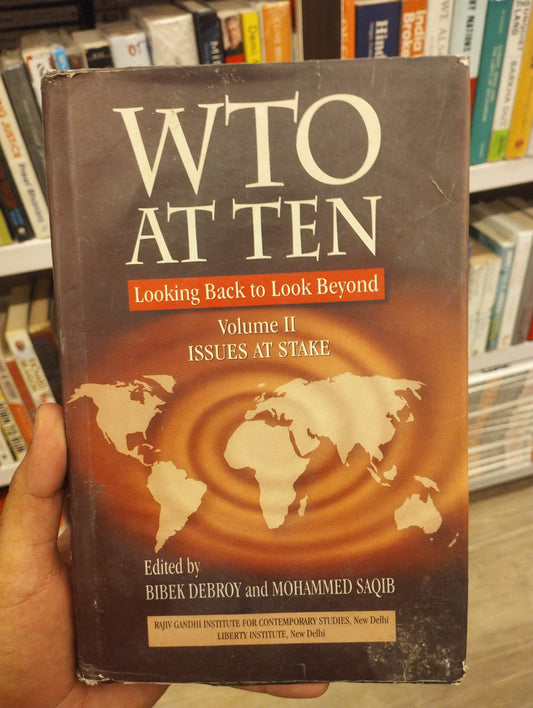 WTO
AT TEN
Looking Back to Look Beyond
Volume II
ISSUES AT STAKE
Edited by
BIBEK DEBROY and MOHAMMED SAQIB
RAJIV GANDHI INSTITUTE FOR CONTEMPORARY STUDIES, New Delhi
LIBERTY INSTITUTE, New Delhi